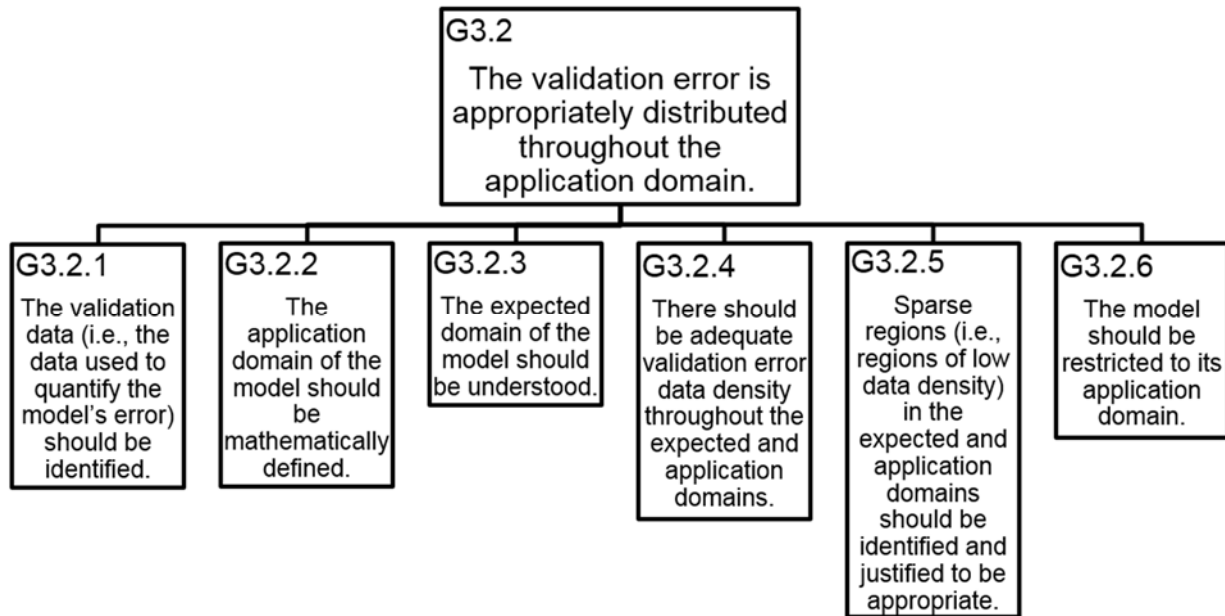 G3.2
The validation error is
appropriately distributed
throughout the
application domain.
G3.2.1
The validation
data (i.e., the
data used to
quantify the
model's error)
should be
identified.
G3.2.2
The
application
domain of the
model should
be
mathematically
defined.
G3.2.3
The expected
domain of the
model should
be understood.
G3.2.4
There should
be adequate
validation error
data density
throughout the
expected and
application
domains.
G3.2.5
Sparse
regions (i.e.,
regions of low
data density)
in the
expected and
application
domains
should be
identified and
justified to be
appropriate.
G3.2.6
The model
should be
restricted to its
application
domain.